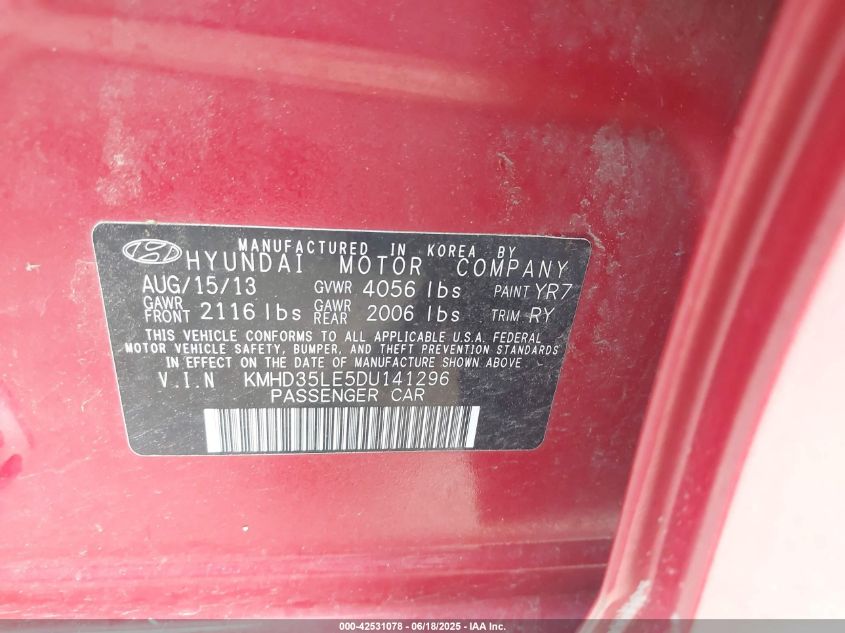 MANUFACTURED IN KOREA BY
HYUNDAI MOTOR COMPANY
AUG/15/13 GVWR 4056 lbs PAINT YR7
GAWR FRONT 2116 lbs GAWR REAR 2006 lbs TRIM RY
THIS VEHICLE CONFORMS TO ALL APPLICABLE U.S.A. FEDERAL
MOTOR VEHICLE SAFETY, BUMPER, AND THEFT PREVENTION STANDARDS
IN EFFECT ON THE DATE OF MANUFACTURE SHOWN ABOVE
V.I.N KMHD35LE5DU141296
PASSENGER CAR
000-42531078 - 06/18/2025 - IAA Inc.